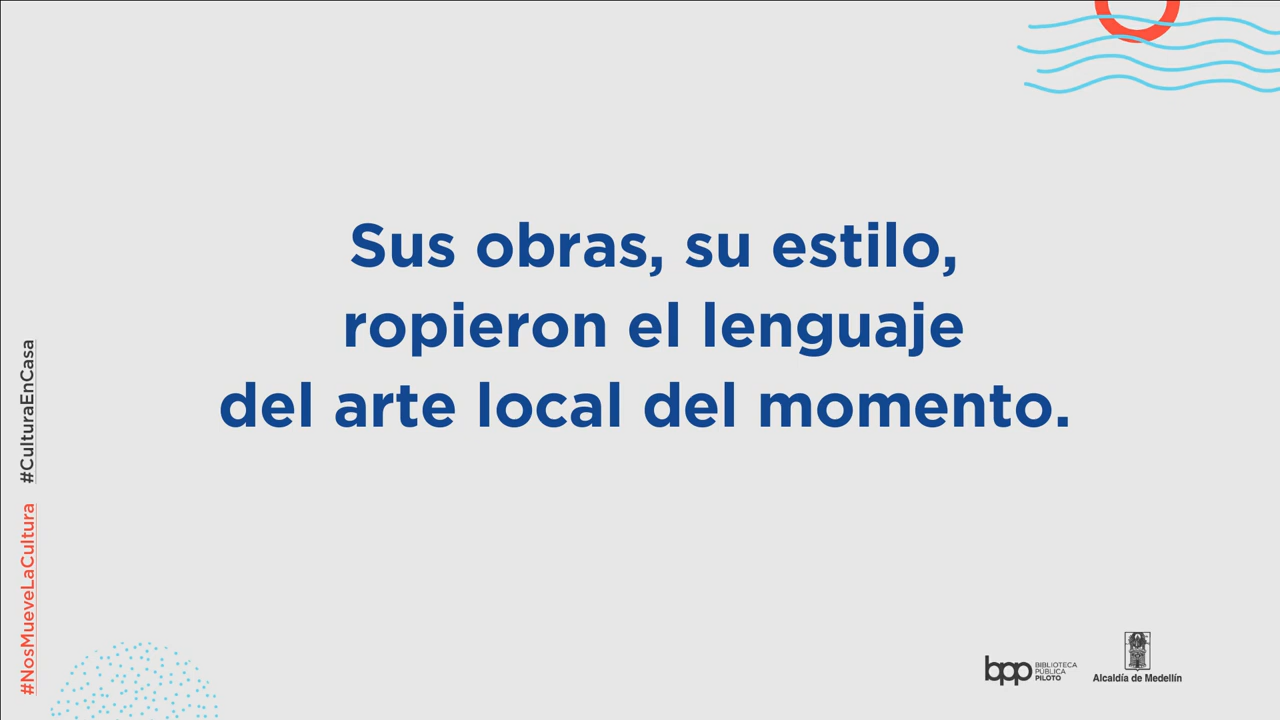 Sus obras, su estilo,
ropieron el lenguaje
del arte local del momento.
#NosMueveLaCultura #CulturaEnCasa
bpp BIBLIOTECA
PÚBLICA
PILOTO
Alcaldía de Medellín